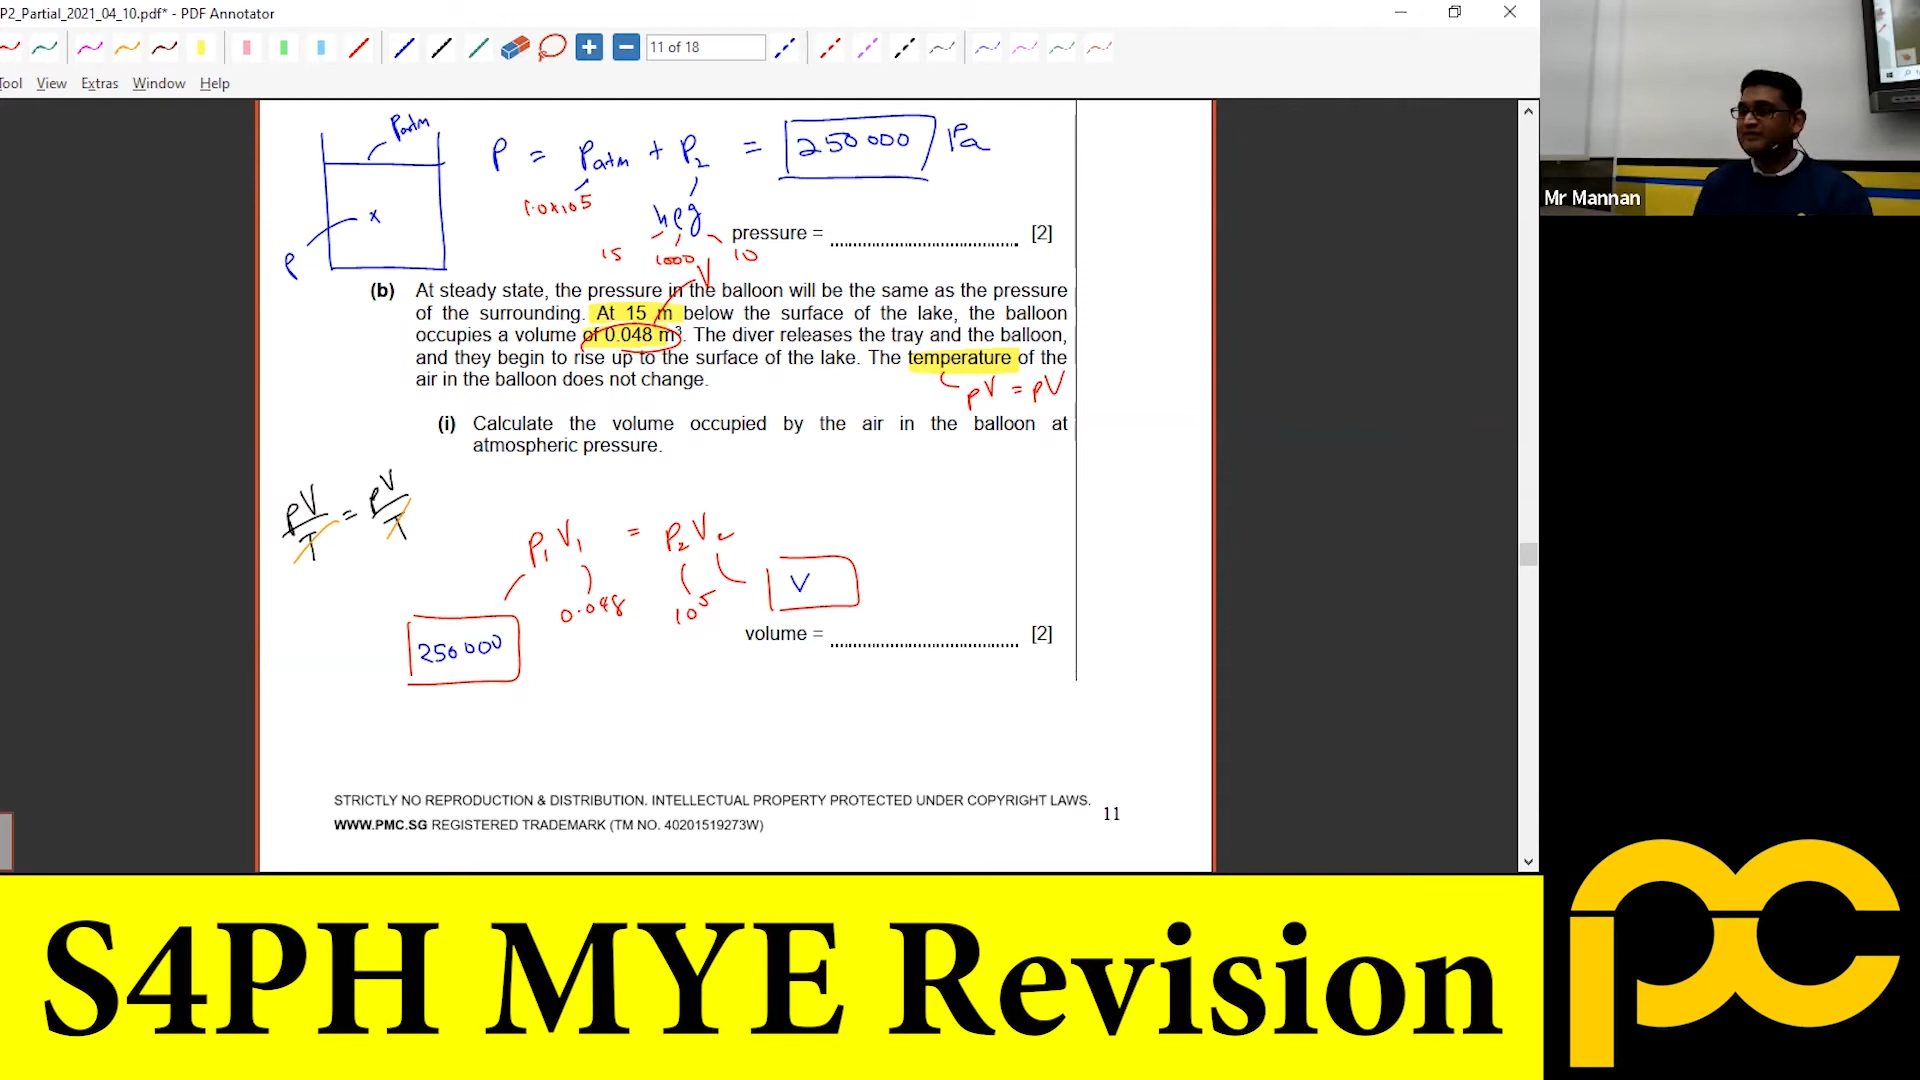 P2_Partial_2021_04_10.pdf* - PDF Annotator
11 of 18
Tool View Extras Window Help
Patm
P = Patm + P2 = 250 000 Pa
1.0x10^5
hρg
15 1000 10
x
P
pressure = [2]
V
(b) At steady state, the pressure in the balloon will be the same as the pressure
of the surrounding. At 15 m below the surface of the lake, the balloon
occupies a volume of 0.048 m³. The diver releases the tray and the balloon,
and they begin to rise up to the surface of the lake. The temperature of the
air in the balloon does not change.
pV = pV
(i) Calculate the volume occupied by the air in the balloon at
atmospheric pressure.
pV/T = pV/T
P1V1 = P2V2
0.048 10^5 V
250 000
volume = [2]
STRICTLY NO REPRODUCTION & DISTRIBUTION. INTELLECTUAL PROPERTY PROTECTED UNDER COPYRIGHT LAWS.
WWW.PMC.SG REGISTERED TRADEMARK (TM NO. 40201519273W)
11
Mr Mannan
S4PH MYE Revision
pc